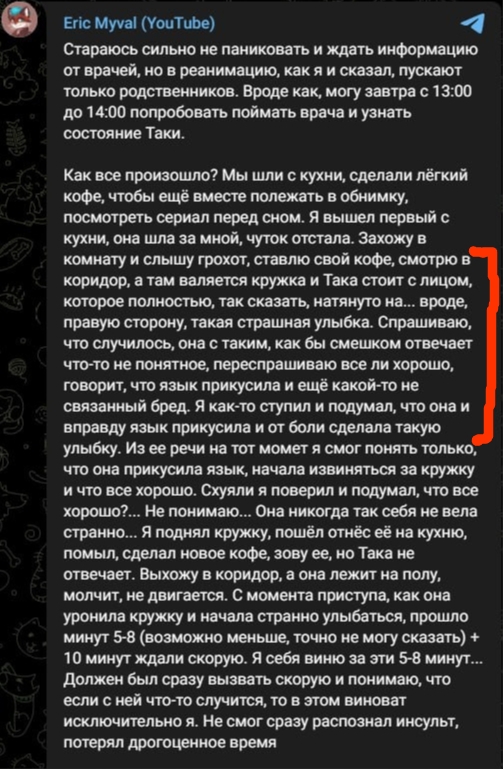 Eric Myval (YouTube)
Стараюсь сильно не паниковать и ждать информацию
от врачей, но в реанимацию, как я и сказал, пускают
только родственников. Вроде как, могу завтра с 13:00
до 14:00 попробовать поймать врача и узнать
состояние Таки.
Как все произошло? Мы шли с кухни, сделали лёгкий
кофе, чтобы ещё вместе полежать в обнимку,
посмотреть сериал перед сном. Я вышел первый с
кухни, она шла за мной, чуток отстала. Захожу в
комнату и слышу грохот, ставлю свой кофе, смотрю в
коридор, а там валяется кружка и Така стоит с лицом,
которое полностью, так сказать, натянуто на... вроде,
правую сторону, такая страшная улыбка. Спрашиваю,
что случилось, она с таким, как бы смешком отвечает
что-то не понятное, переспрашиваю все ли хорошо,
говорит, что язык прикусила и ещё какой-то не
связанный бред. Я как-то ступил и подумал, что она и
вправду язык прикусила и от боли сделала такую
улыбку. Из ее речи на тот момет я смог понять только,
что она прикусила язык, начала извиняться за кружку
и что все хорошо. Схуяли я поверил и подумал, что все
хорошо?... Не понимаю... Она никогда так себя не вела
странно... Я поднял кружку, пошёл отнёс её на кухню,
помыл, сделал новое кофе, зову ее, но Така не
отвечает. Выхожу в коридор, а она лежит на полу,
молчит, не двигается. С момента приступа, как она
уронила кружку и начала странно улыбаться, прошло
минут 5-8 (возможно меньше, точно не могу сказать) +
10 минут ждали скорую. Я себя виню за эти 5-8 минут...
Должен был сразу вызвать скорую и понимаю, что
если с ней что-то случится, то в этом виноват
исключительно я. Не смог сразу распознал инсульт,
потерял дрогоценное время